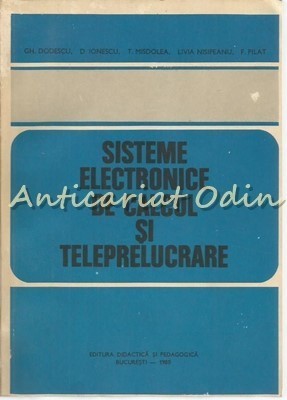 GH. DODESCU, D. IONESCU, T. MISDOLEA, LIVIA NISIPEANU, F. PILAT
SISTEME
ELECTRONICE
Anticariat Odin
DE CALCUL
ȘI
TELEPRELUCRARE
EDITURA DIDACTICĂ ȘI PEDAGOGICĂ
BUCUREȘTI —